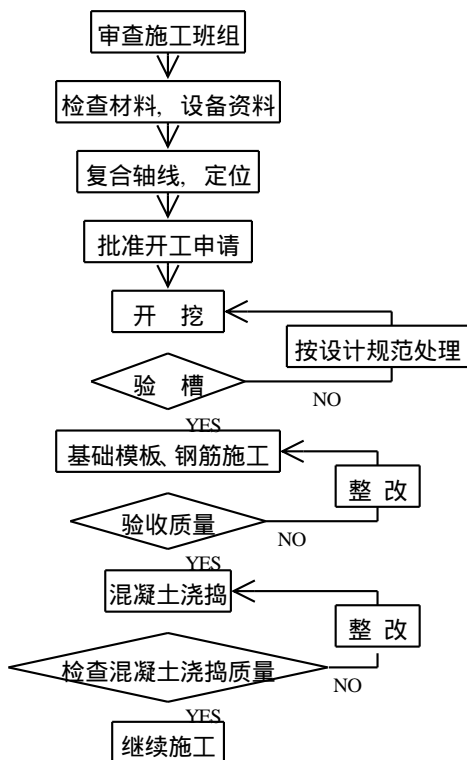 审查施工班组
检查材料，设备资料
复合轴线，定位
批准开工申请
开 挖
按设计规范处理
验 槽
NO
YES
基础模板、钢筋施工
整 改
验收质量
NO
YES
混凝土浇捣
整 改
检查混凝土浇捣质量
NO
YES
继续施工